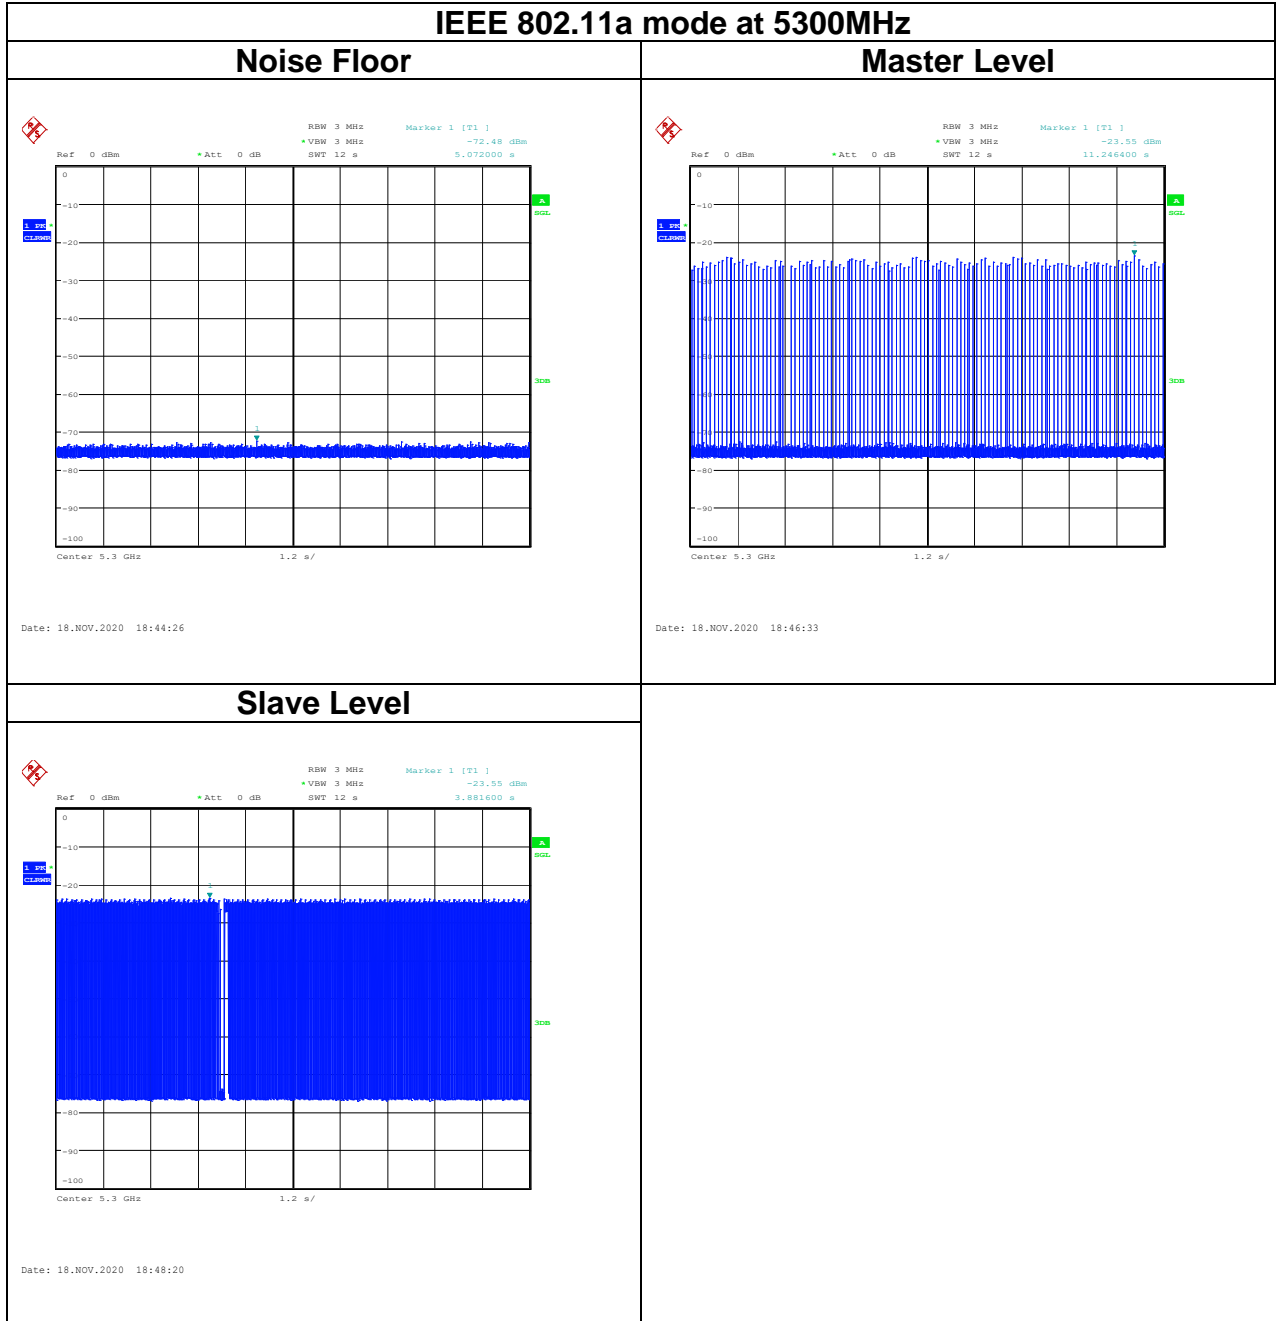 IEEE 802.11a mode at 5300MHz
Noise Floor
Master Level
R S
RBW 3 MHz Marker 1 [T1 ]
*VBW 3 MHz -72.48 dBm
Ref 0 dBm *Att 0 dB SWT 12 s 5.072000 s
0
-10
A
SGL
1 PK *
CLRWR
-20
-30
-40
-50
3DB
-60
-70
1
-80
-90
-100
Center 5.3 GHz 1.2 s/
Date: 18.NOV.2020 18:44:26
R S
RBW 3 MHz Marker 1 [T1 ]
*VBW 3 MHz -23.55 dBm
Ref 0 dBm *Att 0 dB SWT 12 s 11.246400 s
0
-10
A
SGL
1 PK *
CLRWR
-20
1
-30
-40
-50
3DB
-60
-70
-80
-90
-100
Center 5.3 GHz 1.2 s/
Date: 18.NOV.2020 18:46:33
Slave Level
R S
RBW 3 MHz Marker 1 [T1 ]
*VBW 3 MHz -23.55 dBm
Ref 0 dBm *Att 0 dB SWT 12 s 3.881600 s
0
-10
A
SGL
1 PK *
CLRWR
-20
1
3DB
-80
-90
-100
Center 5.3 GHz 1.2 s/
Date: 18.NOV.2020 18:48:20